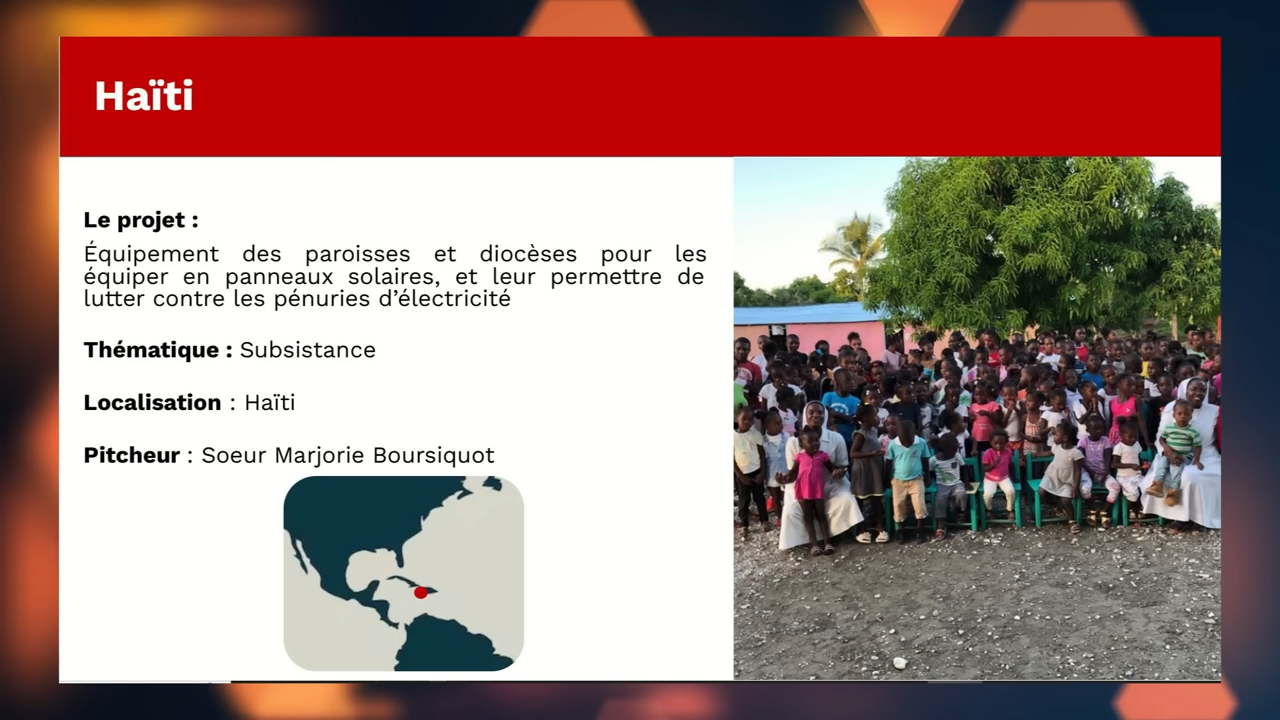 Haïti
Le projet :
Équipement des paroisses et diocèses pour les
équiper en panneaux solaires, et leur permettre de
lutter contre les pénuries d’électricité
Thématique : Subsistance
Localisation : Haïti
Pitcheur : Soeur Marjorie Boursiquot